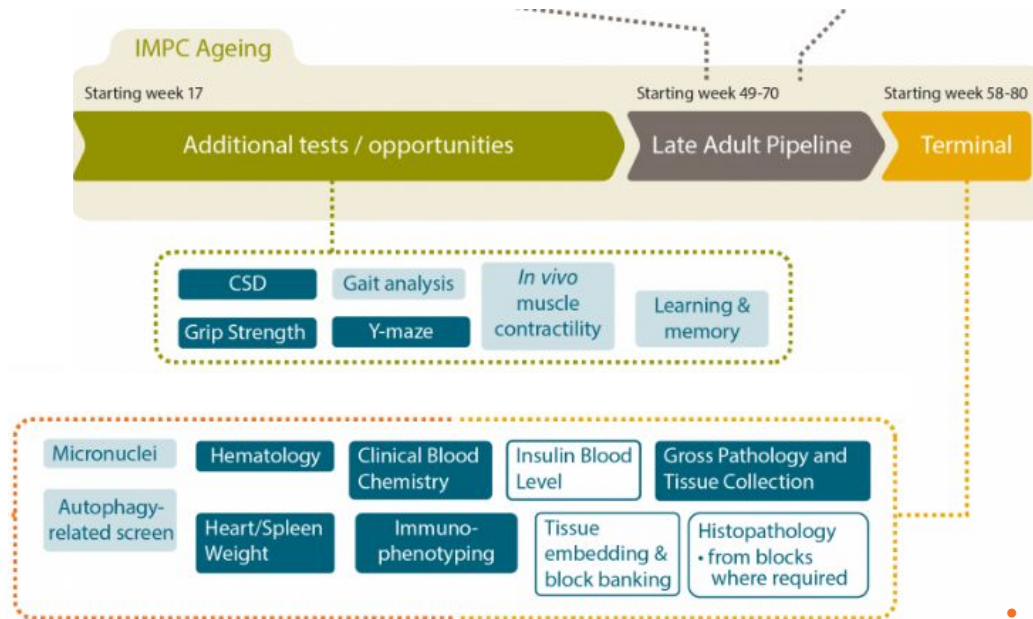 IMPC Ageing
Starting week 17
Starting week 49-70
Starting week 58-80
Additional tests / opportunities
Late Adult Pipeline
Terminal
CSD
Gait analysis
In vivo
muscle
contractility
Learning &
memory
Grip Strength
Y-maze
Micronuclei
Hematology
Clinical Blood
Chemistry
Insulin Blood
Level
Gross Pathology and
Tissue Collection
Autophagy-
related screen
Heart/Spleen
Weight
Immuno-
phenotyping
Tissue
embedding &
block banking
Histopathology
• from blocks
where required